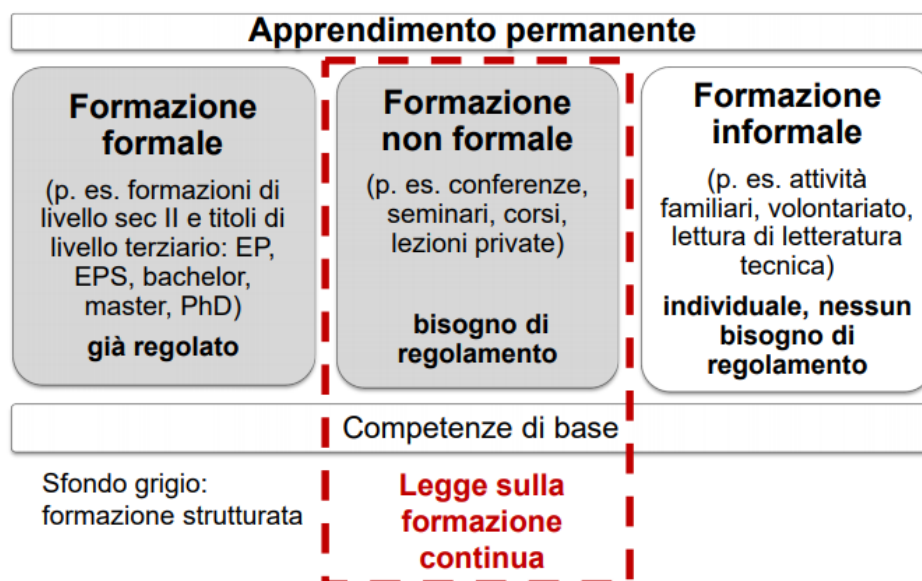 Apprendimento permanente
Formazione
formale
(p. es. formazioni di
livello sec II e titoli di
livello terziario: EP,
EPS, bachelor,
master, PhD)
già regolato
Formazione
non formale
(p. es. conferenze,
seminari, corsi,
lezioni private)
bisogno di
regolamento
Formazione
informale
(p. es. attività
familiari, volontariato,
lettura di letteratura
tecnica)
individuale, nessun
bisogno di
regolamento
Competenze di base
Sfondo grigio:
formazione strutturata
Legge sulla
formazione
continua